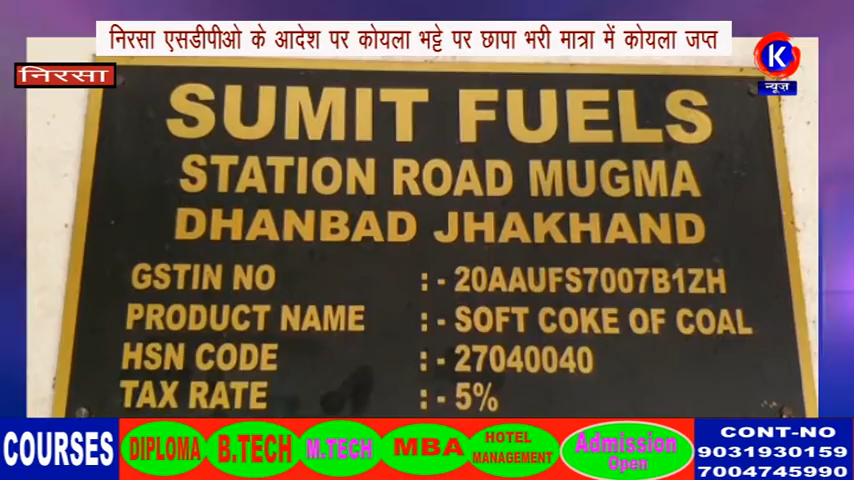 निरसा एसडीपीओ के आदेश पर कोयला भट्टे पर छापा भरी मात्रा में कोयला जप्त
K
न्यूज़
निरसा
SUMIT FUELS
STATION ROAD MUGMA
DHANBAD JHAKHAND
GSTIN NO :- 20AAUFS7007B1ZH
PRODUCT NAME :- SOFT COKE OF COAL
HSN CODE :- 27040040
TAX RATE :- 5%
COURSES DIPLOMA B.TECH M.TECH MBA HOTEL MANAGEMENT Admission Open
CONT-NO
9031930159
7004745990